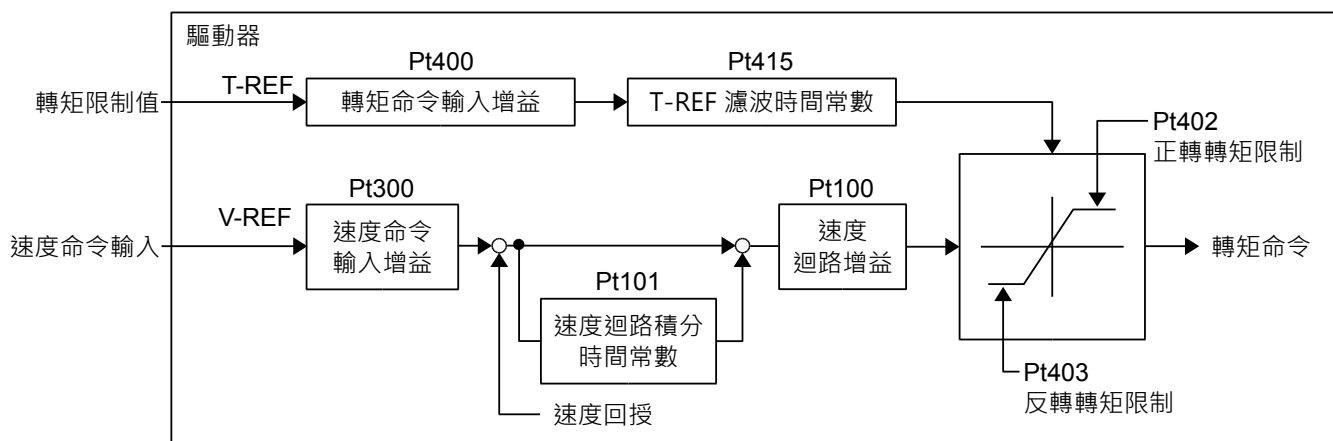 驅動器
Pt400
Pt415
轉矩限制值
T-REF
轉矩命令輸入增益
T-REF 濾波時間常數
Pt402
正轉轉矩限制
Pt300
Pt100
速度命令輸入
V-REF
速度命令
輸入增益
速度
迴路增益
轉矩命令
Pt101
速度迴路積分
時間常數
Pt403
反轉轉矩限制
速度回授